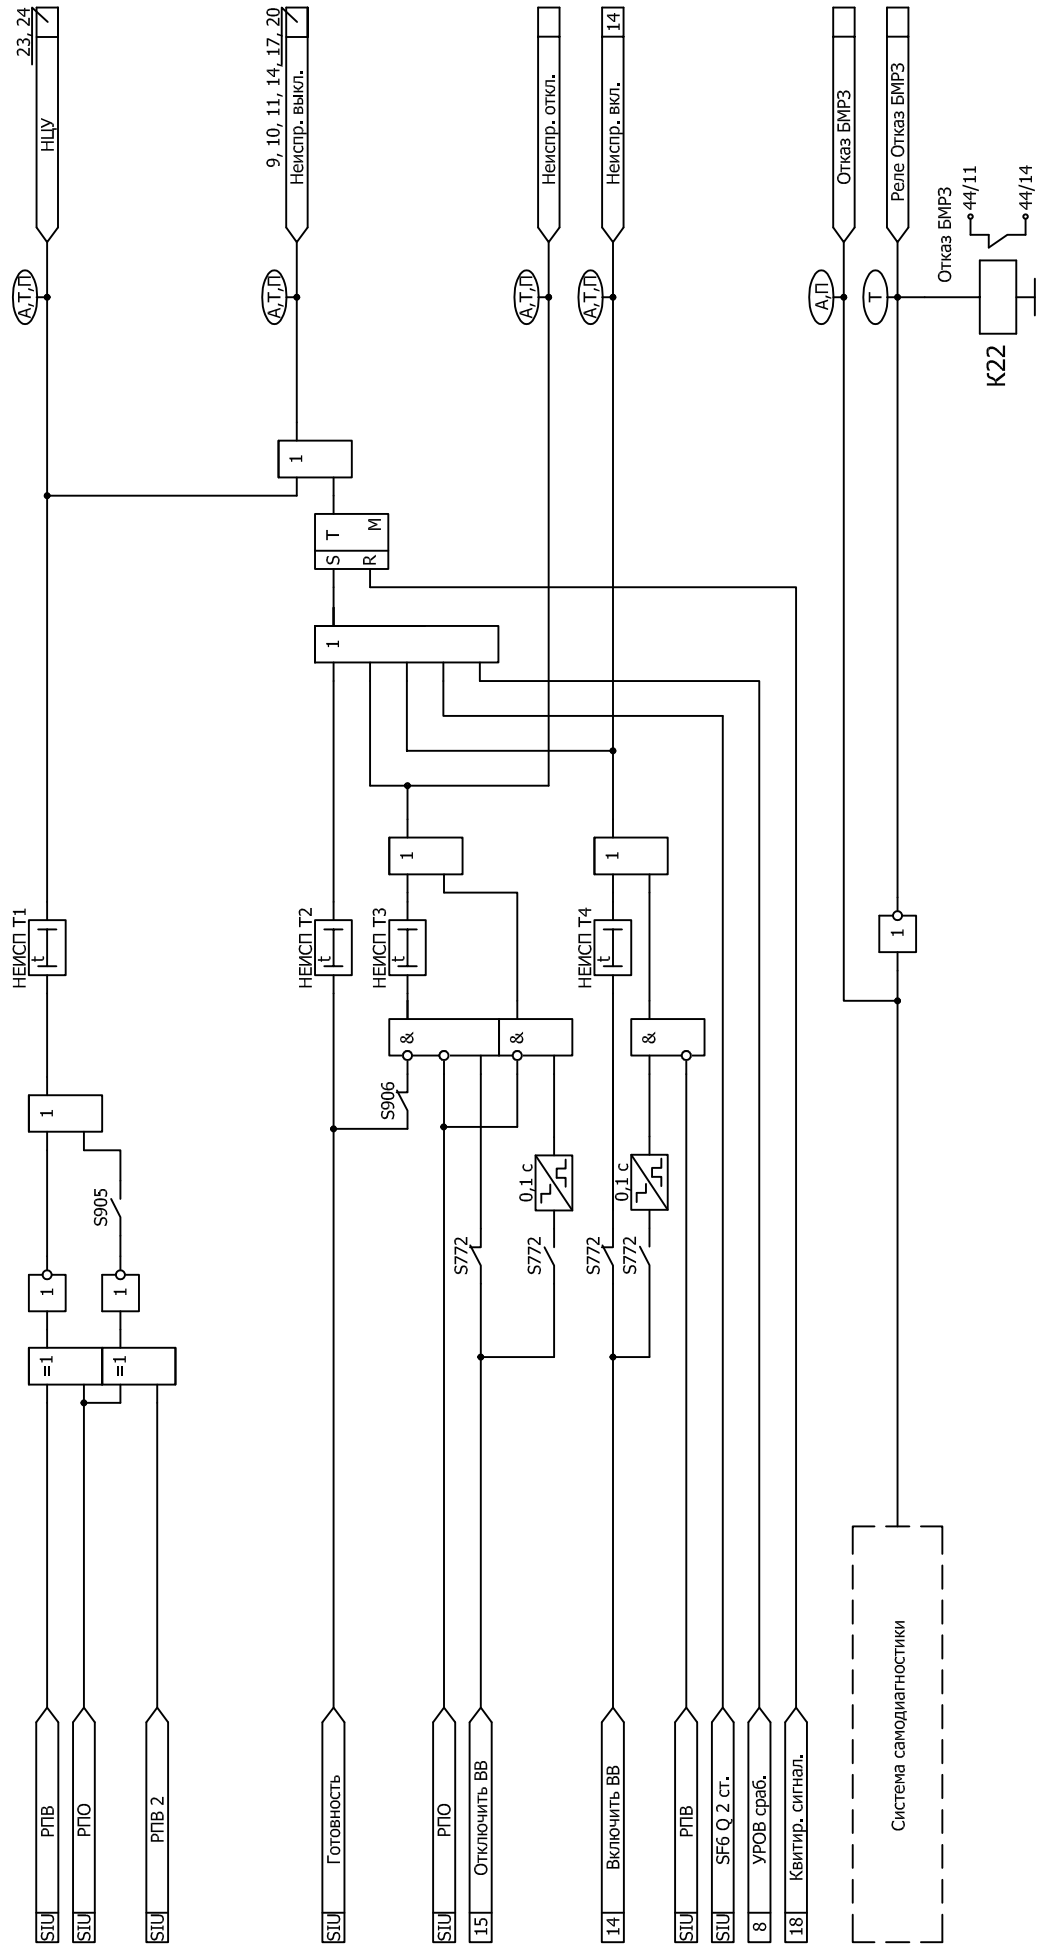 SIU РПВ
SIU РПО
SIU РПВ 2
=1
=1
1
1
S905
1
НЕИСП Т1
t
А,Т,П
НЦУ
23, 24
SIU Готовность
SIU РПО
15 Отключить ВВ
S772
S772
0,1 с
S906
&
&
НЕИСП Т2
t
НЕИСП Т3
t
1
1
S T
R M
1
А,Т,П
Неиспр. выкл.
9, 10, 11, 14, 17, 20
А,Т,П
Неиспр. откл.
14 Включить ВВ
SIU РПВ
SIU SF6 Q 2 ст.
8 УРОВ сраб.
18 Квитир. сигнал.
S772
S772
0,1 с
&
НЕИСП Т4
t
1
А,Т,П
Неиспр. вкл. 14
Система самодиагностики
1
А,П
Отказ БМРЗ
Т
Реле Отказ БМРЗ
К22
Отказ БМРЗ
44/11
44/14